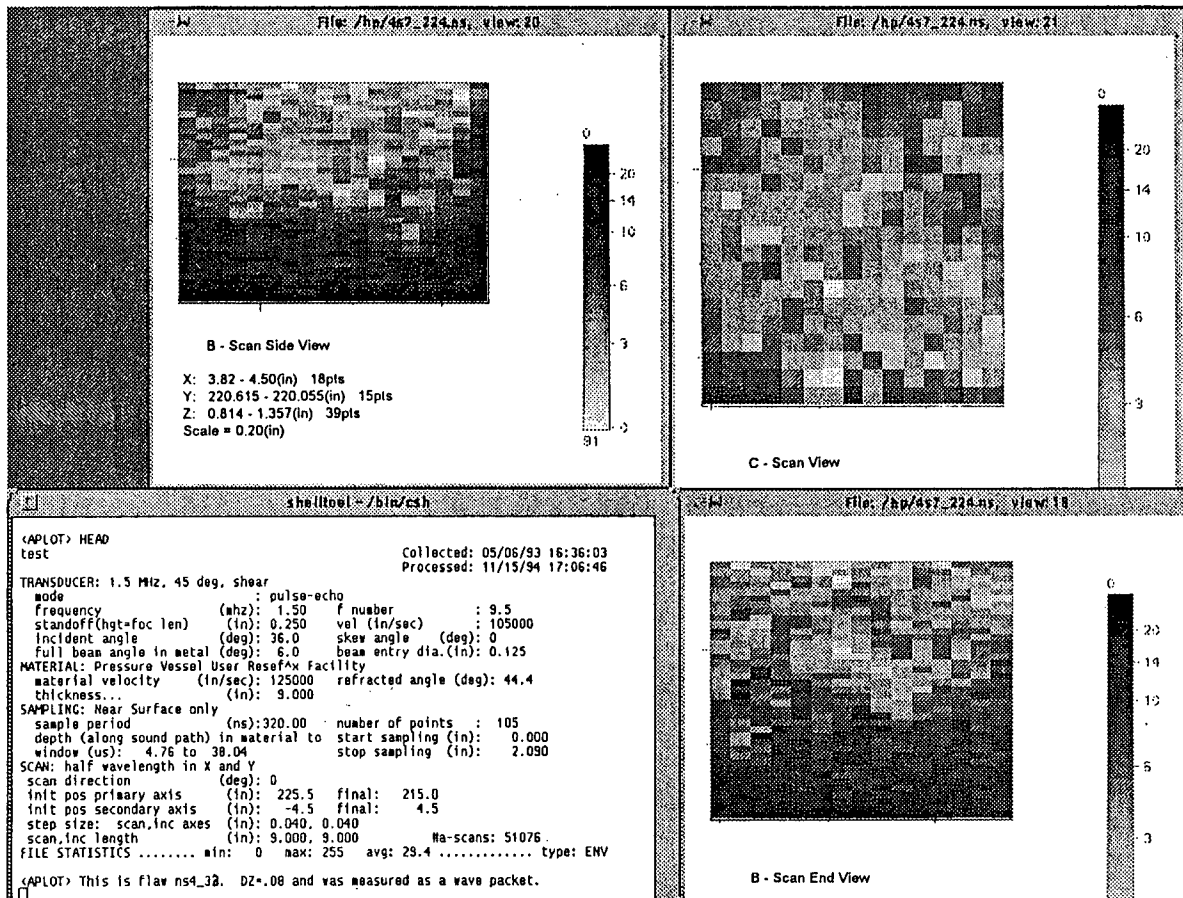 File: /hp/4s7_224.ns, view: 20
0
20
14
10
6
3
0
91
B - Scan Side View
X: 3.82 - 4.50(in) 18pts
Y: 220.615 - 220.055(in) 15pts
Z: 0.814 - 1.357(in) 39pts
Scale = 0.20(in)
File: /hp/4s7_224.ns, view: 21
0
20
14
10
6
3
C - Scan View
shelltool - /bin/csh
<APLOT> HEAD
test Collected: 05/06/93 16:36:03
Processed: 11/15/94 17:06:46
TRANSDUCER: 1.5 MHz, 45 deg, shear
mode : pulse-echo
frequency (mhz): 1.50 f number : 9.5
standoff(hgt=foc len) (in): 0.250 vel (in/sec) : 105000
incident angle (deg): 36.0 skew angle (deg): 0
full beam angle in metal (deg): 6.0 beam entry dia.(in): 0.125
MATERIAL: Pressure Vessel User Resef^x Facility
material velocity (in/sec): 125000 refracted angle (deg): 44.4
thickness... (in): 9.000
SAMPLING: Near Surface only
sample period (ns):320.00 number of points : 105
depth (along sound path) in material to start sampling (in): 0.000
window (us): 4.76 to 38.04 stop sampling (in): 2.090
SCAN: half wavelength in X and Y
scan direction (deg): 0
init pos primary axis (in): 225.5 final: 215.0
init pos secondary axis (in): -4.5 final: 4.5
step size: scan,inc axes (in): 0.040, 0.040
scan,inc length (in): 9.000, 9.000 #a-scans: 51076
FILE STATISTICS ........ min: 0 max: 255 avg: 29.4 ............. type: ENV
<APLOT> This is flaw DZ=.08 and was measured as a wave packet.
File: /hp/4s7_224.ns, view: 18
0
20
14
10
6
3
B - Scan End View